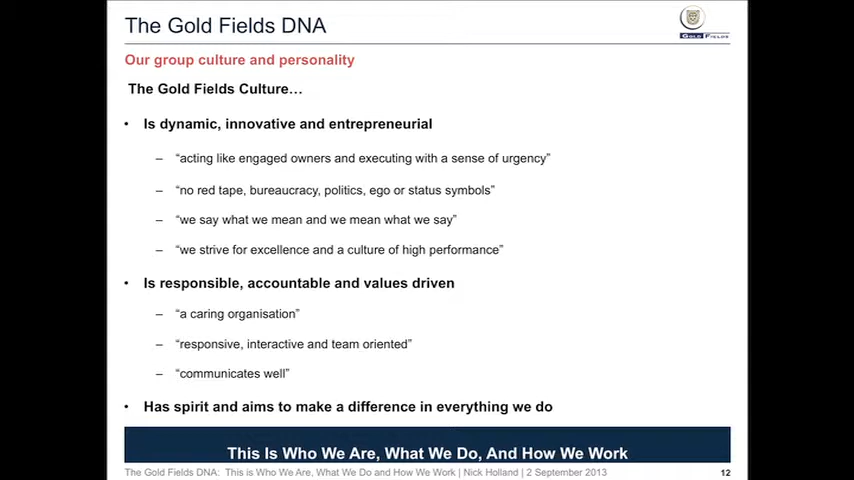 The Gold Fields DNA
GOLD FIELDS
Our group culture and personality
The Gold Fields Culture…
• Is dynamic, innovative and entrepreneurial
– “acting like engaged owners and executing with a sense of urgency”
– “no red tape, bureaucracy, politics, ego or status symbols”
– “we say what we mean and we mean what we say”
– “we strive for excellence and a culture of high performance”
• Is responsible, accountable and values driven
– “a caring organisation”
– “responsive, interactive and team oriented”
– “communicates well”
• Has spirit and aims to make a difference in everything we do
This Is Who We Are, What We Do, And How We Work
The Gold Fields DNA: This is Who We Are, What We Do and How We Work | Nick Holland | 2 September 2013
12